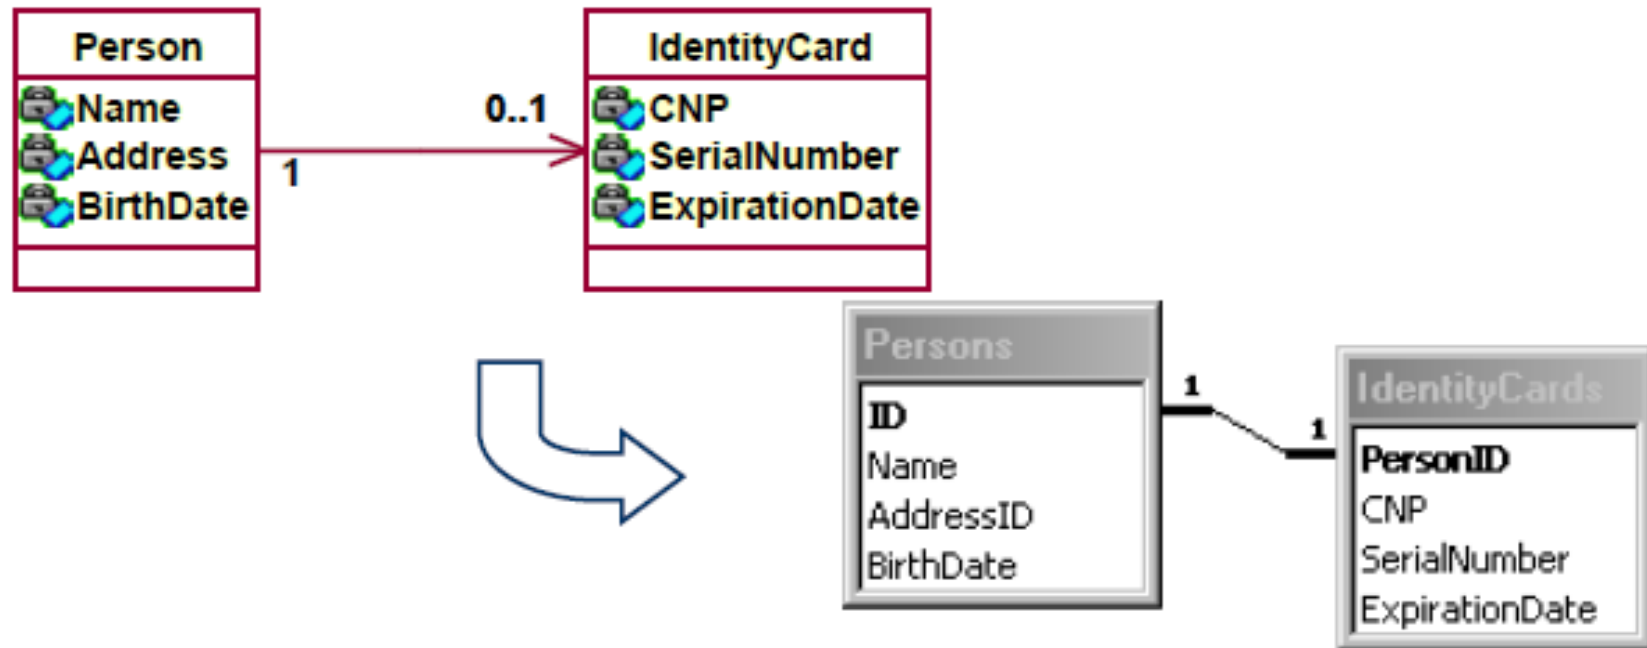 Person
Name
Address
BirthDate
1
0..1
IdentityCard
CNP
SerialNumber
ExpirationDate
Persons
ID
Name
AddressID
BirthDate
1
1
IdentityCards
PersonID
CNP
SerialNumber
ExpirationDate